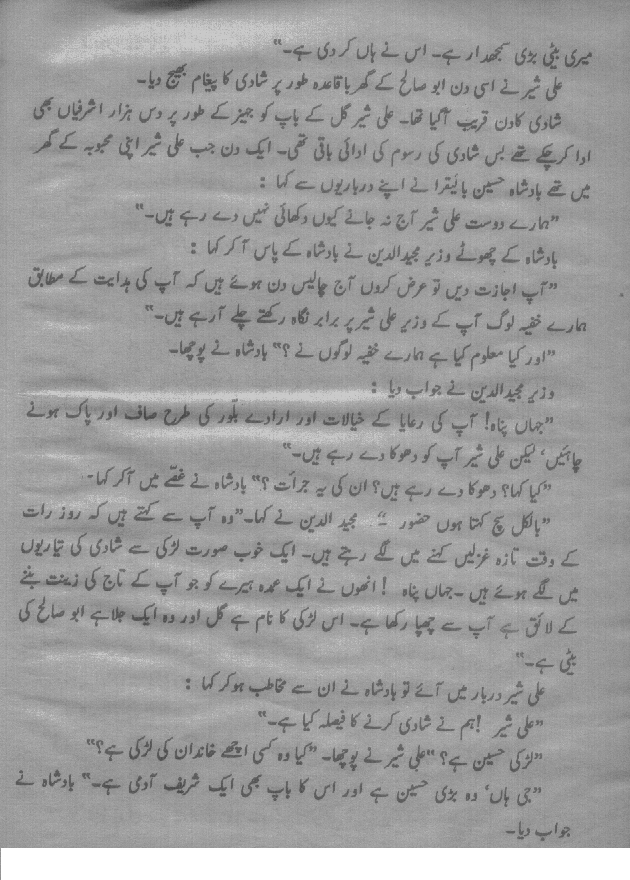 میری بیٹی بڑی سمجھدار ہے۔ اس نے ہاں کر دی ہے۔"
علی شیر نے اسی دن ابو صالح کے گھر باقاعدہ طور پر شادی کا پیغام بھیج دیا۔
شادی کا دن قریب آگیا تھا۔ علی شیر گل کے باپ کو جہیز کے طور پر دس ہزار اشرفیاں بھی
ادا کرچکے تھے بس شادی کی رسوم کی ادائی باقی تھی۔ ایک دن جب علی شیر اپنی محبوبہ کے گھر
میں تھے بادشاہ حسین بائیقرا نے اپنے درباریوں سے کہا :
"ہمارے دوست علی شیر آج نہ جانے کیوں دکھائی نہیں دے رہے ہیں۔"
بادشاہ کے چھوٹے وزیر مجیدالدین نے بادشاہ کے پاس آکر کہا :
"آپ اجازت دیں تو عرض کروں آج چالیس دن ہوئے ہیں کہ آپ کی ہدایت کے مطابق
ہمارے خفیہ لوگ آپ کے وزیر علی شیر پر برابر نگاہ رکھتے چلے آرہے ہیں۔"
"اور کیا معلوم کیا ہے ہمارے خفیہ لوگوں نے ؟" بادشاہ نے پوچھا۔
وزیر مجیدالدین نے جواب دیا :
"جہاں پناہ! آپ کی رعایا کے خیالات اور ارادے بلّور کی طرح صاف اور پاک ہونے
چاہئیں، لیکن علی شیر آپ کو دھوکا دے رہے ہیں۔"
"کیا کہا؟ دھوکا دے رہے ہیں؟ ان کی یہ جرأت ؟" بادشاہ نے غصّے میں آکر کہا۔
"بالکل سچ کہتا ہوں حضور۔" مجید الدین نے کہا۔ "وہ آپ سے کہتے ہیں کہ روز رات
کے وقت تازہ غزلیں کہنے میں لگے رہتے ہیں۔ ایک خوب صورت لڑکی سے شادی کی تیاریوں
میں لگے ہوئے ہیں۔ جہاں پناہ ! انھوں نے ایک عمدہ ہیرے کو جو آپ کے تاج کی زینت بننے
کے لائق ہے آپ سے چھپا رکھا ہے۔ اس لڑکی کا نام ہے گل اور وہ ایک جلاہے ابو صالح کی
بیٹی ہے۔"
علی شیر دربار میں آئے تو بادشاہ نے ان سے مخاطب ہوکر کہا :
"علی شیر ! ہم نے شادی کرنے کا فیصلہ کیا ہے۔"
"لڑکی حسین ہے؟" علی شیر نے پوچھا۔ "کیا وہ کسی اچھے خاندان کی لڑکی ہے؟"
"جی ہاں، وہ بڑی حسین ہے اور اس کا باپ بھی ایک شریف آدمی ہے۔" بادشاہ نے
جواب دیا۔